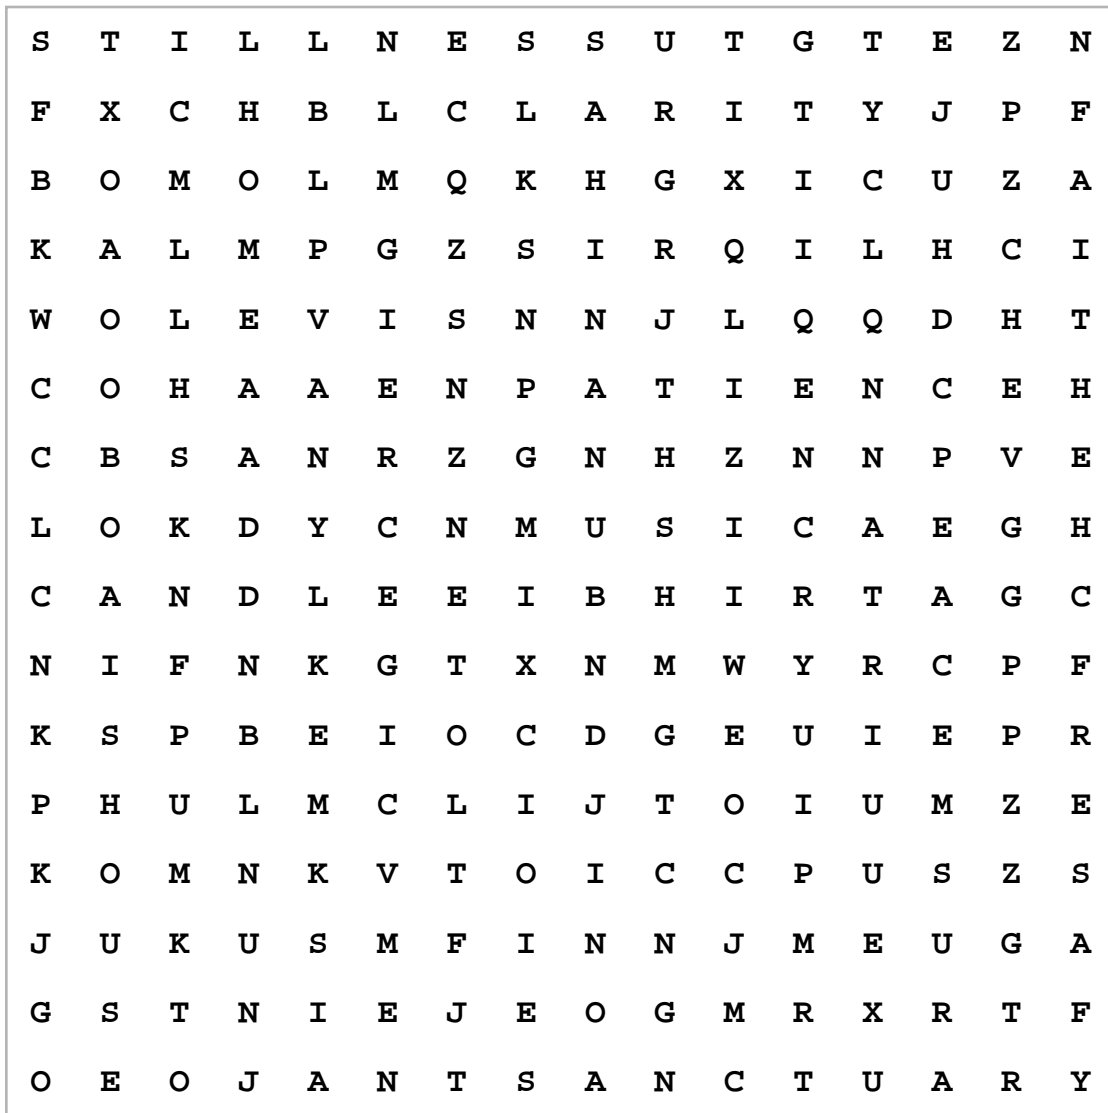 S T I L L N E S S U T G T E Z N
F X C H B L C L A R I T Y J P F
B O M O L M Q K H G X I C U Z A
K A L M P G Z S I R Q I L H C I
W O L E V I S N N J L Q Q D H T
C O H A A E N P A T I E N C E H
C B S A N R Z G N H Z N N P V E
L O K D Y C N M U S I C A E G H
C A N D L E E I B H I R T A G C
N I F N K G T X N M W Y R C P F
K S P B E I O C D G E U I E P R
P H U L M C L I J T O I U M Z E
K O M N K V T O I C C P U S Z S
J U K U S M F I N N J M E U G A
G S T N I E J E O G M R X R T F
O E O J A N T S A N C T U A R Y